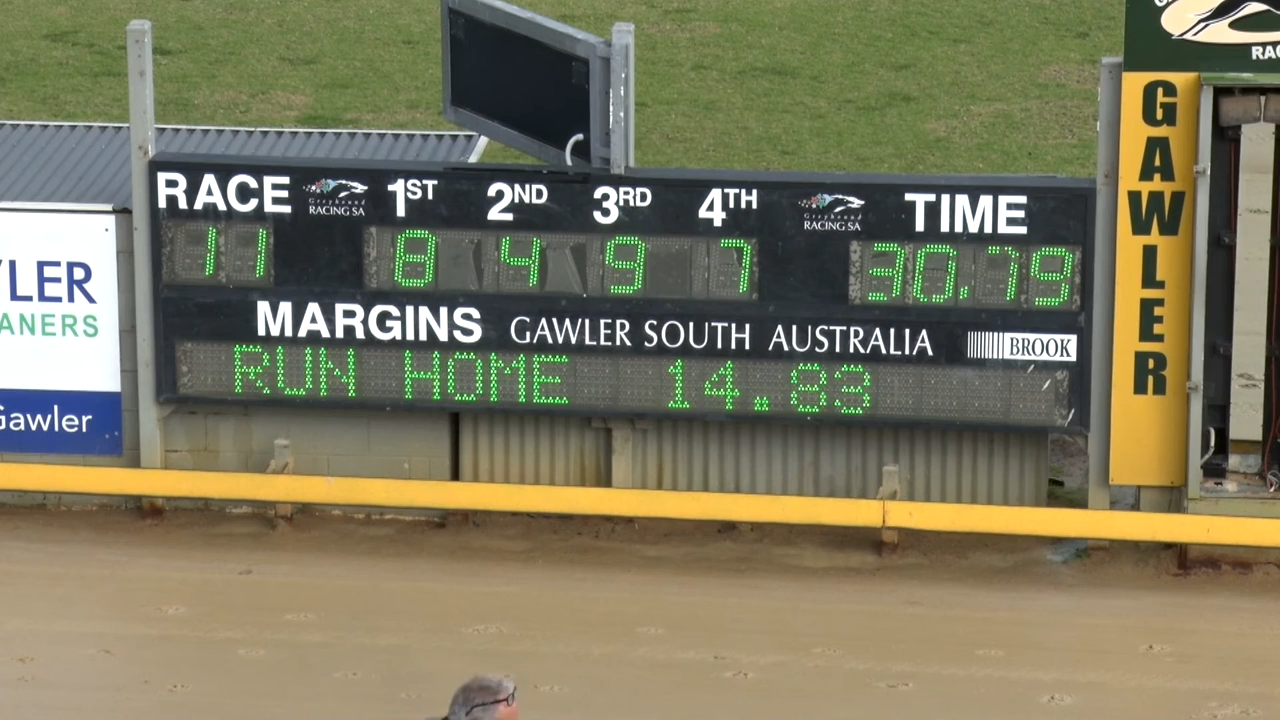 RAC
GAWLER
RACE Greyhound RACING SA 1ST 2ND 3RD 4TH Greyhound RACING SA TIME
11 8 4 9 7 30.79
MARGINS GAWLER SOUTH AUSTRALIA BROOK
RUN HOME 14.83
LER
ANERS
Gawler